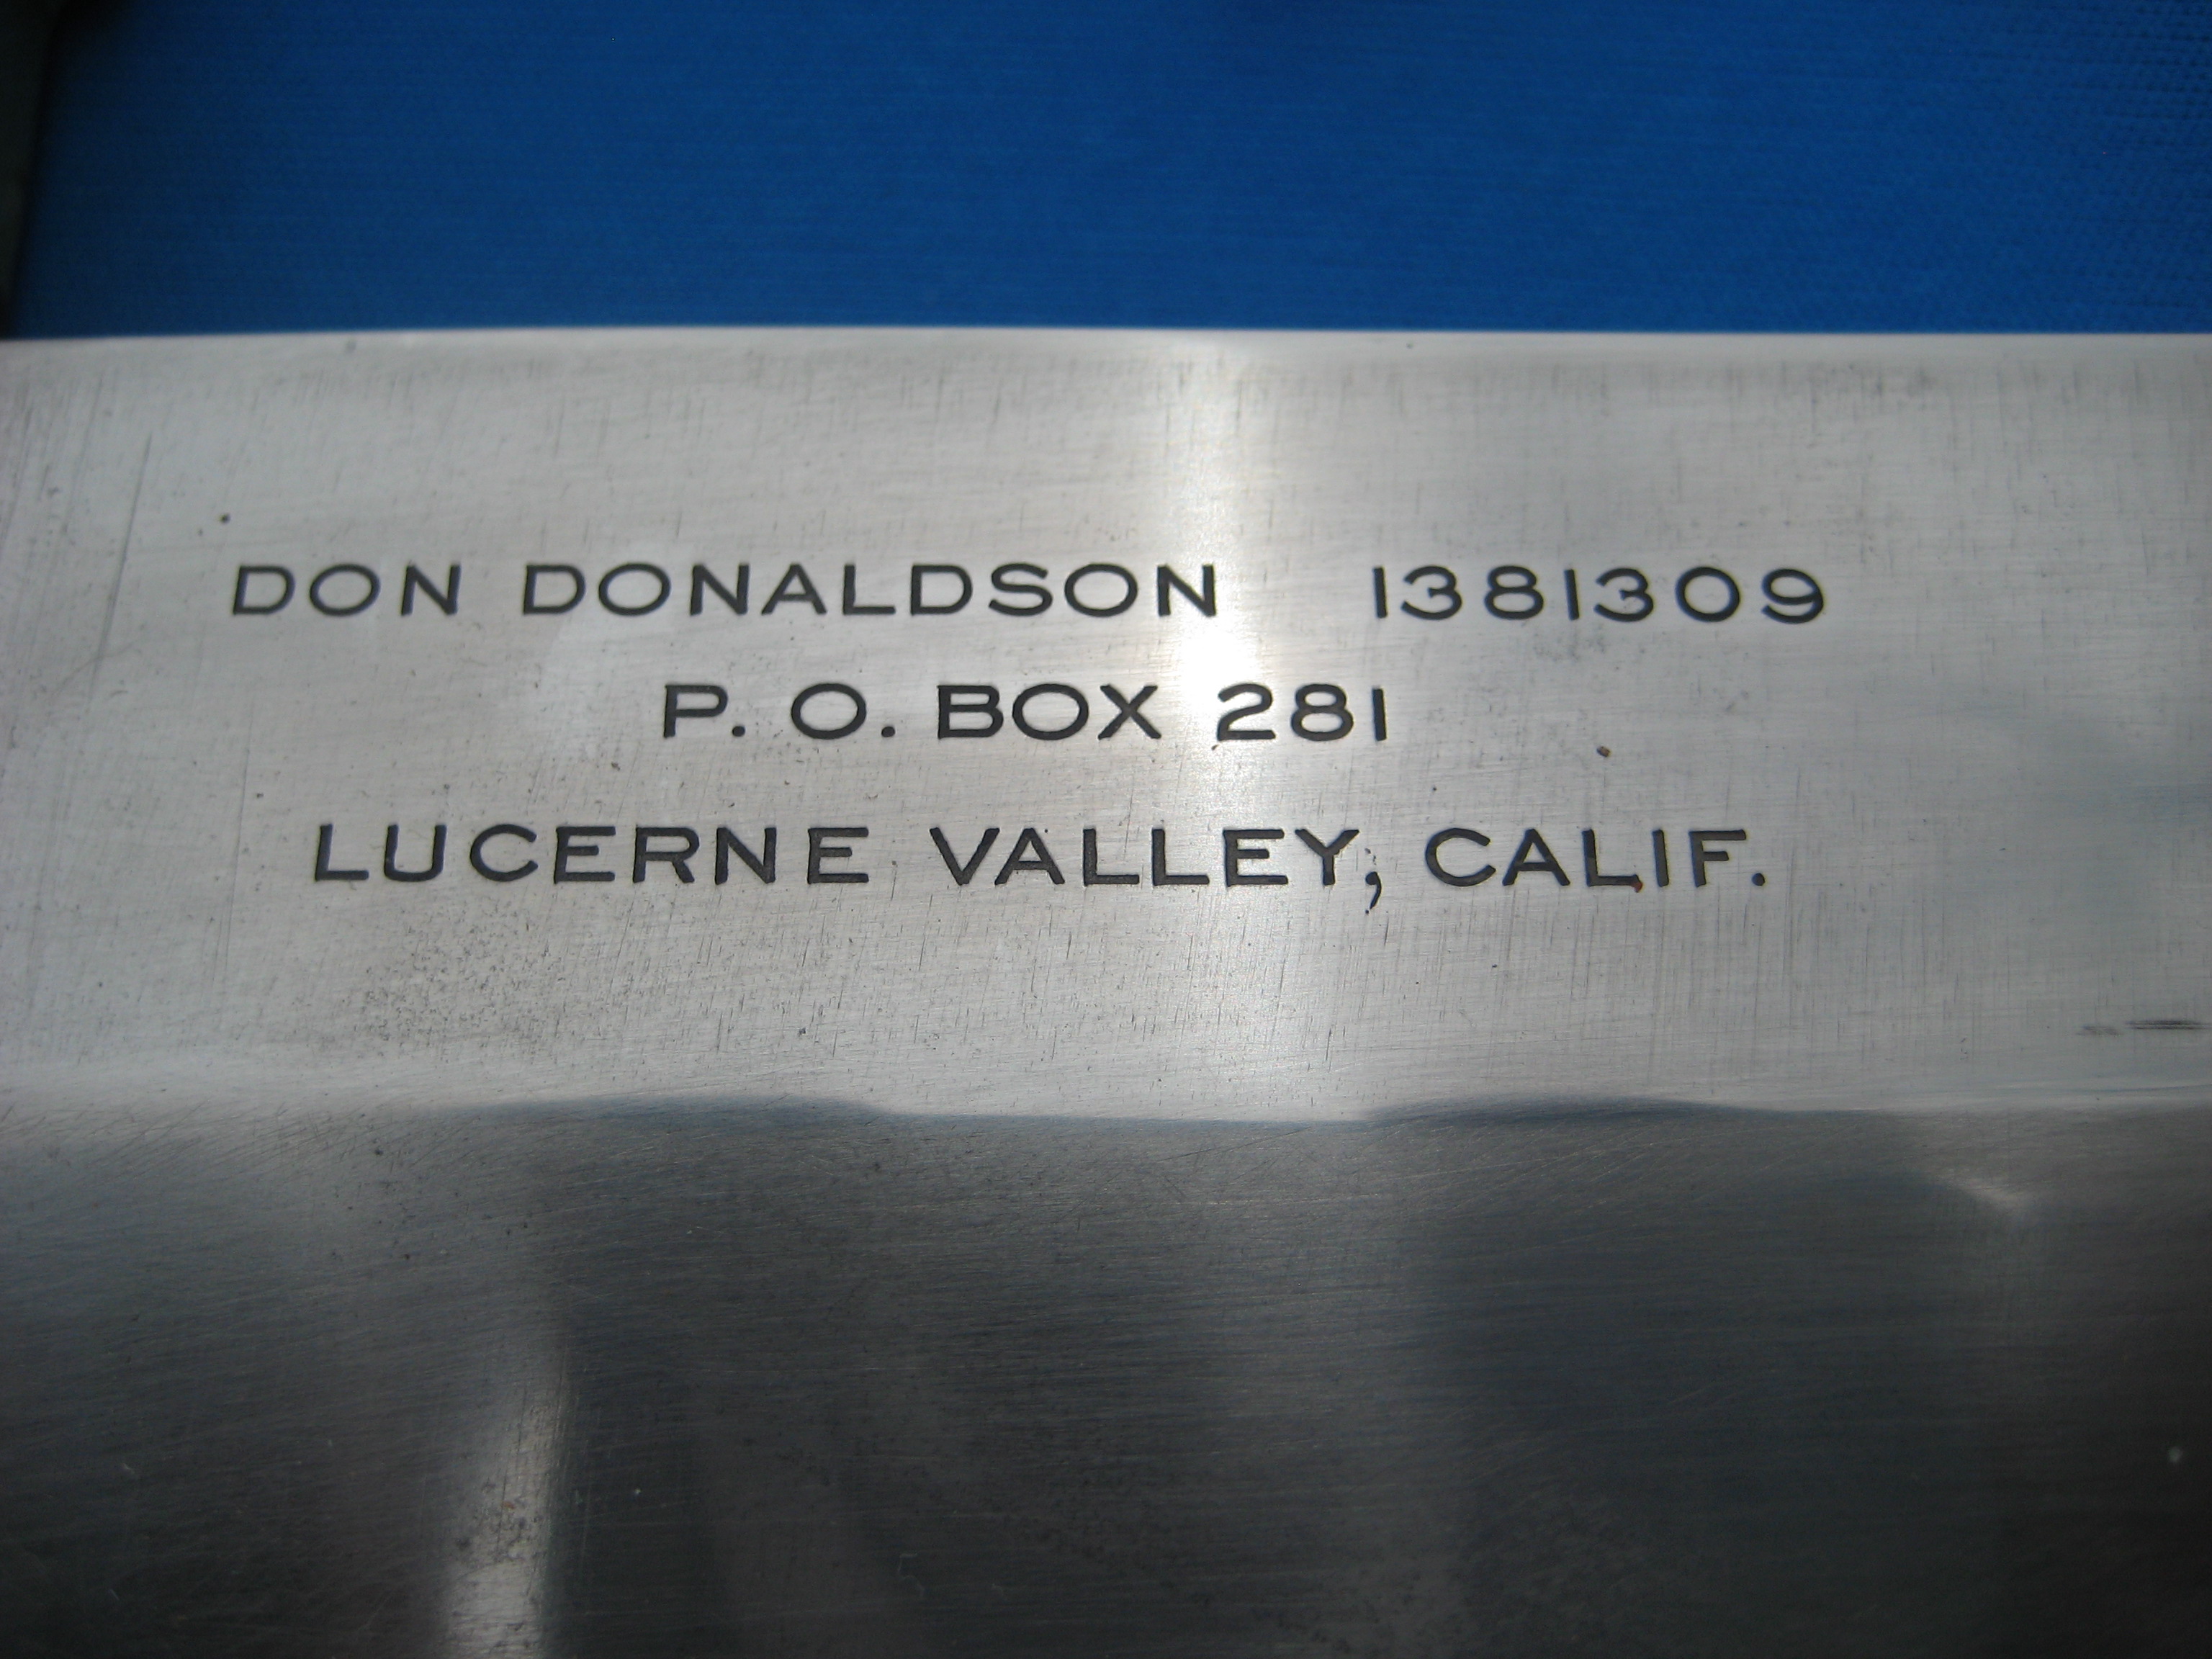 DON DONALDSON 1381309
P. O. BOX 281
LUCERNE VALLEY, CALIF.